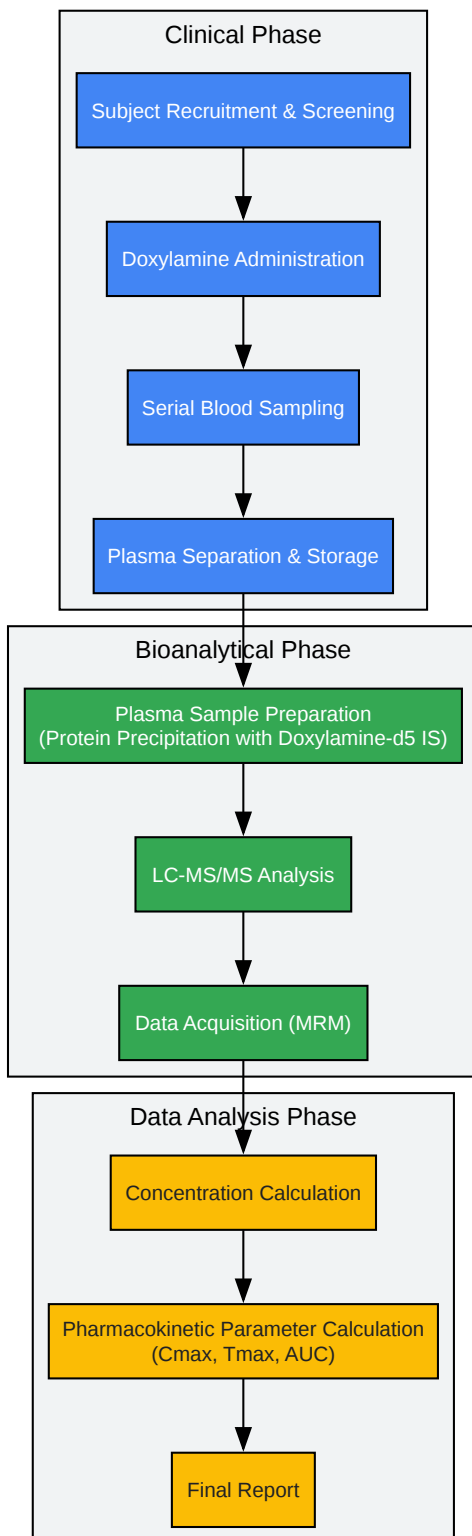 Clinical Phase
Subject Recruitment & Screening
Doxylamine Administration
Serial Blood Sampling
Plasma Separation & Storage
Bioanalytical Phase
Plasma Sample Preparation
(Protein Precipitation with Doxylamine-d5 IS)
LC-MS/MS Analysis
Data Acquisition (MRM)
Data Analysis Phase
Concentration Calculation
Pharmacokinetic Parameter Calculation
(Cmax, Tmax, AUC)
Final Report